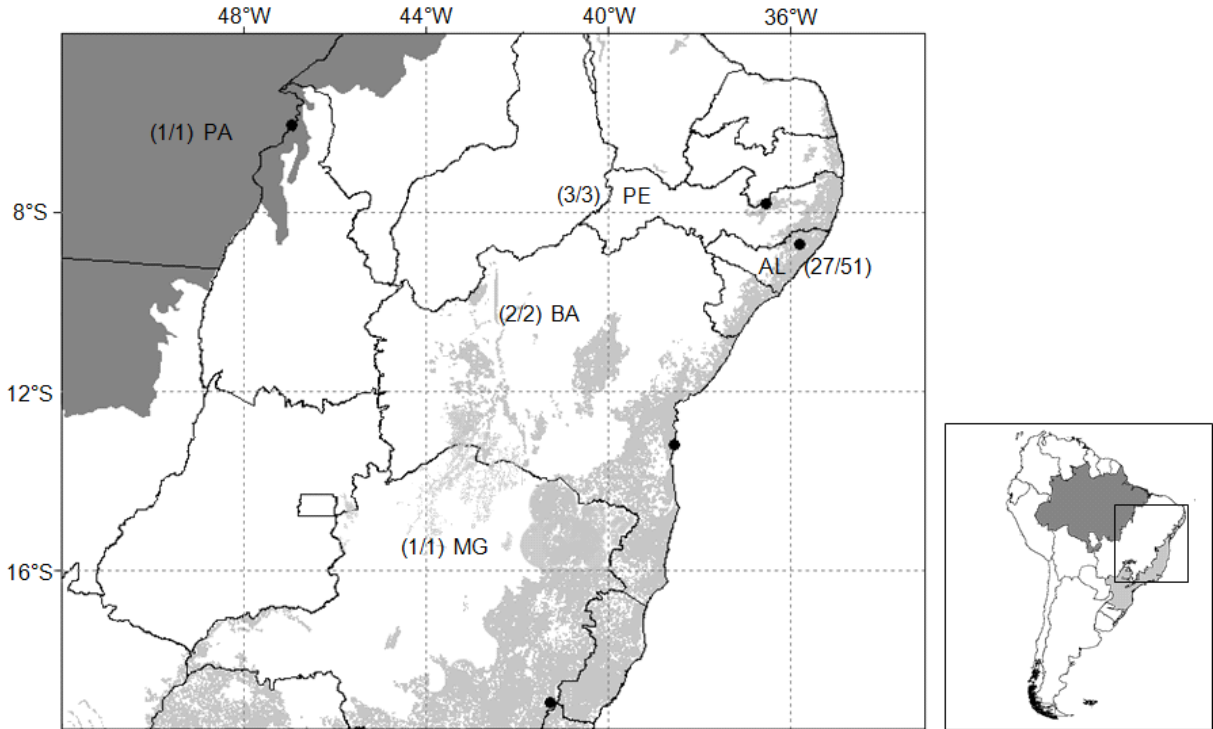 48°W 44°W 40°W 36°W
(1/1) PA
(3/3) PE
8°S
AL (27/51)
(2/2) BA
12°S
(1/1) MG
16°S